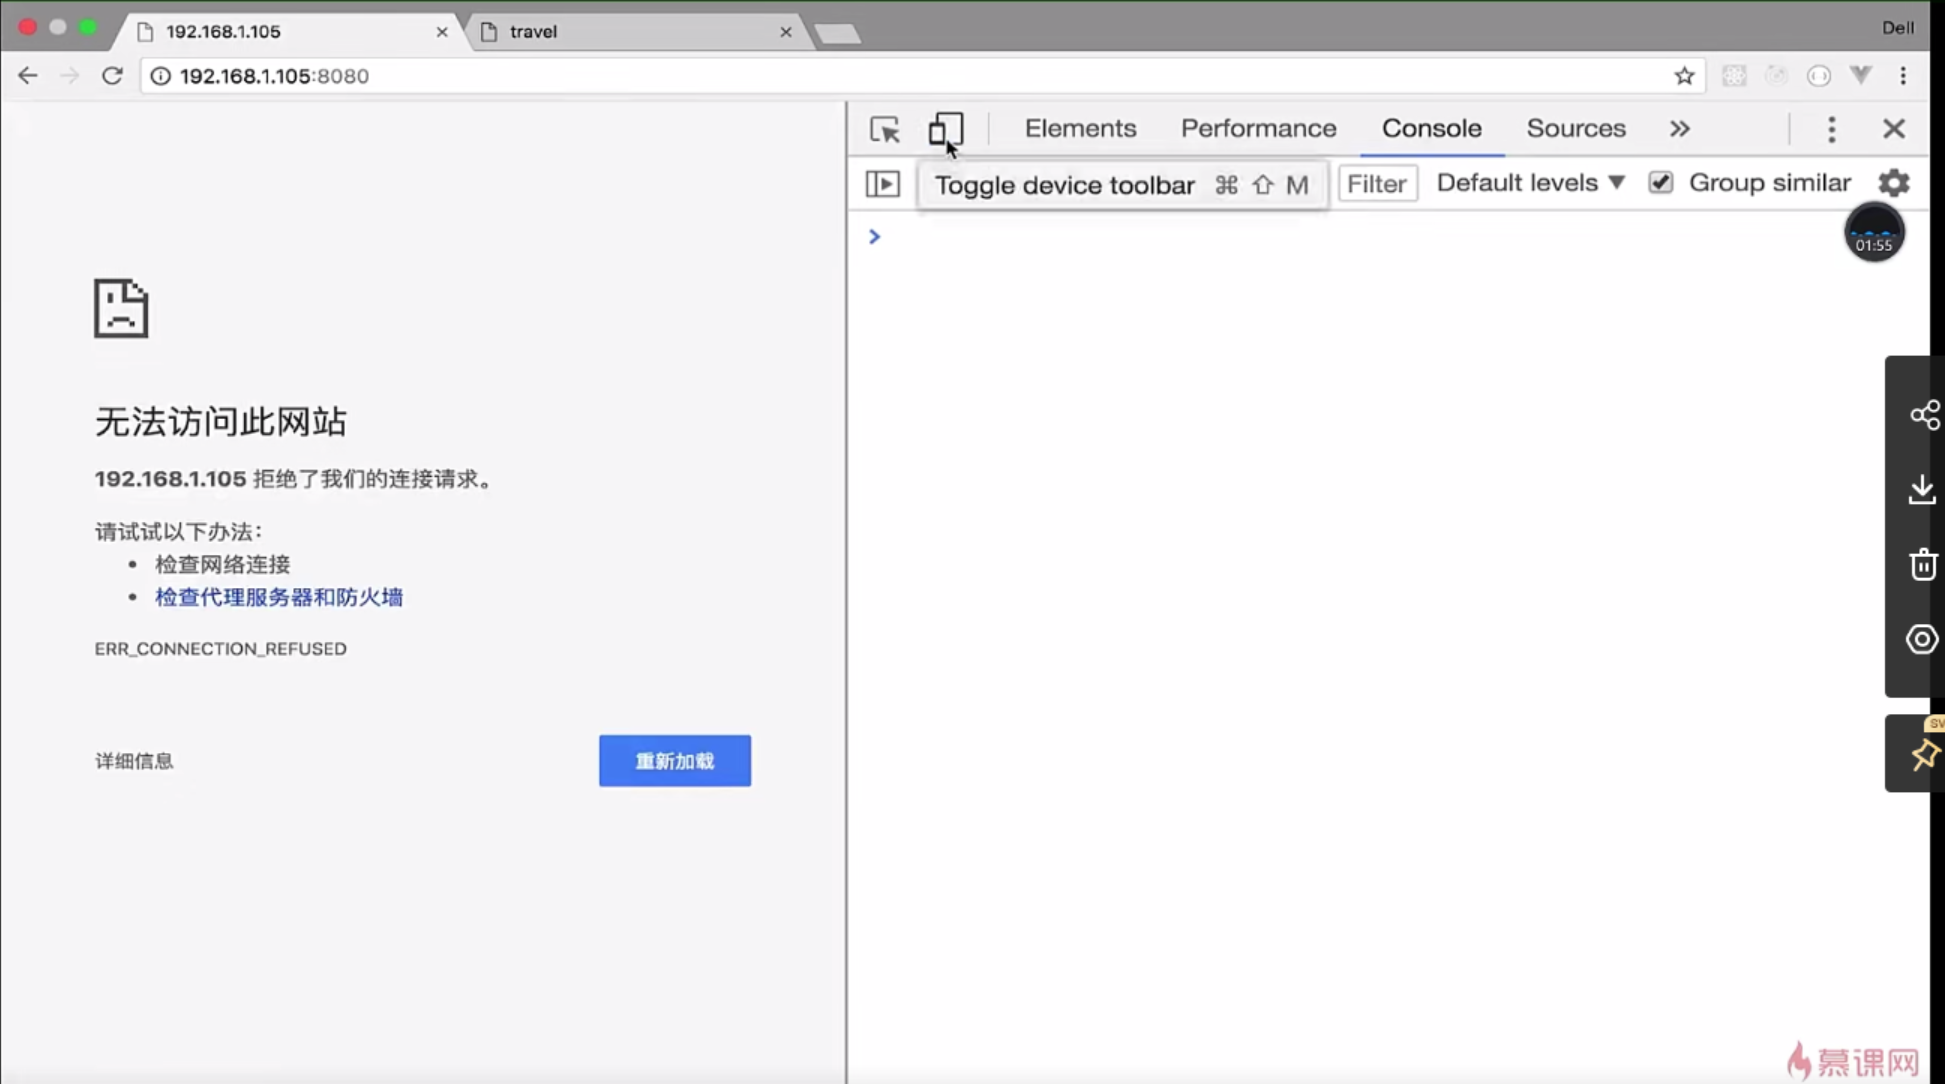 192.168.1.105
travel
Dell
192.168.1.105:8080
Elements
Performance
Console
Sources
Toggle device toolbar ⌘ ⇧ M
Filter
Default levels
Group similar
01:55
无法访问此网站
192.168.1.105 拒绝了我们的连接请求。
请试试以下办法：
检查网络连接
检查代理服务器和防火墙
ERR_CONNECTION_REFUSED
详细信息
重新加载
慕课网